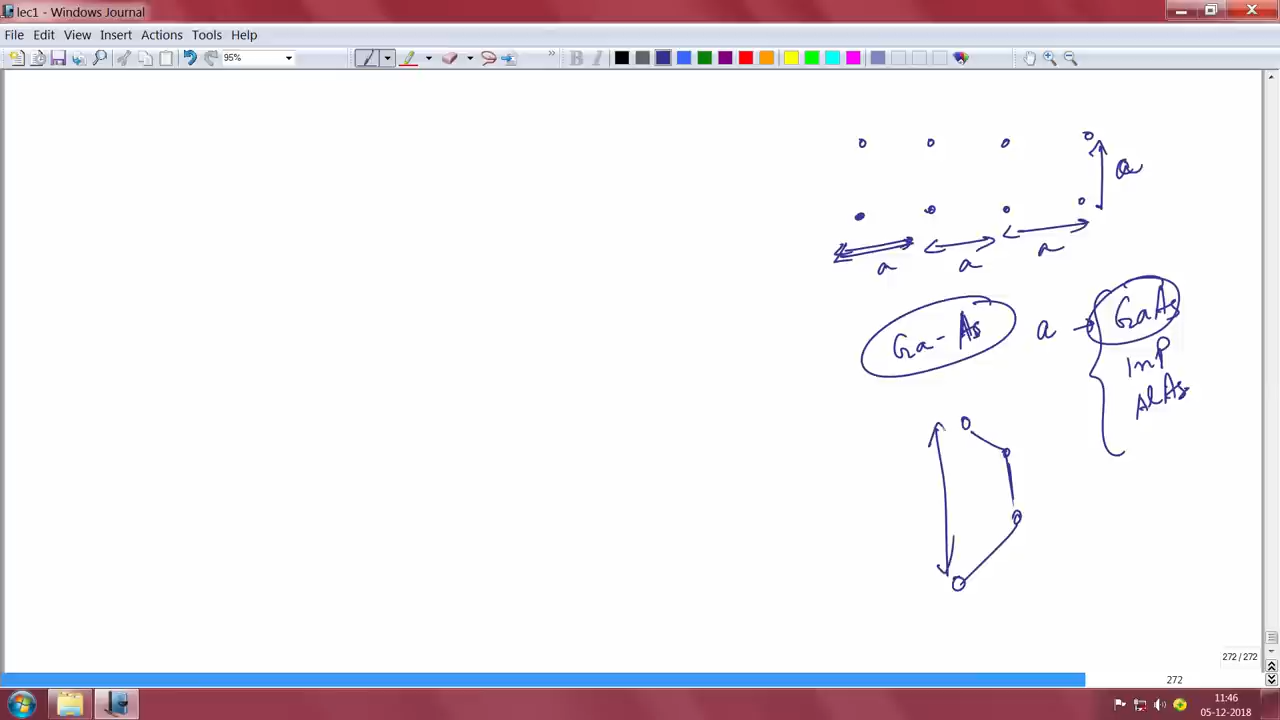 lec1 - Windows Journal
File Edit View Insert Actions Tools Help
95%
a
a a a
Ga-As a → GaAs
InP
AlAs
272 / 272
272
11:46
05-12-2018